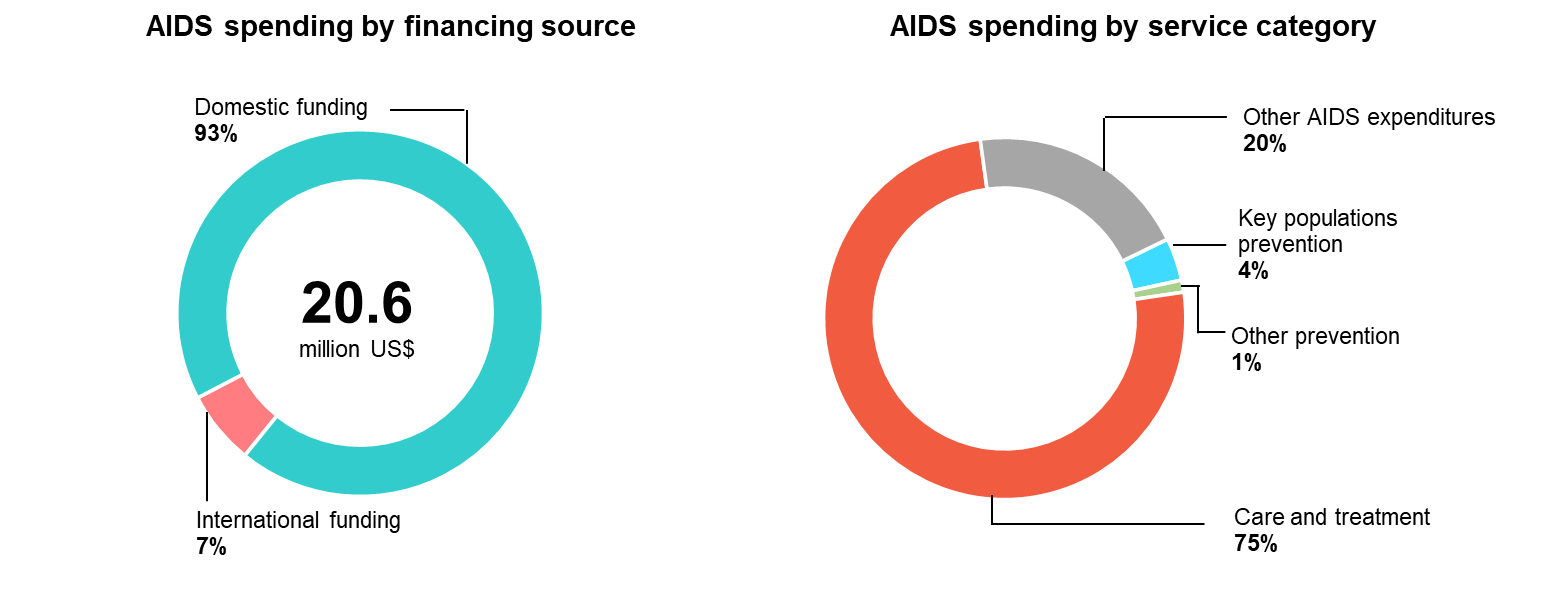 AIDS spending by financing source
Domestic funding
93%
20.6
million US$
International funding
7%
AIDS spending by service category
Other AIDS expenditures
20%
Key populations
prevention
4%
Other prevention
1%
Care and treatment
75%